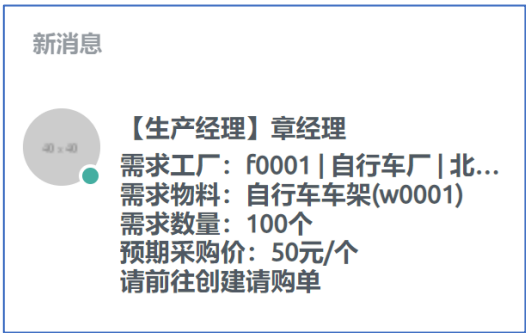 新消息
40 x 40
【生产经理】章经理
需求工厂：f0001 | 自行车厂 | 北...
需求物料：自行车车架(w0001)
需求数量：100个
预期采购价：50元/个
请前往创建请购单